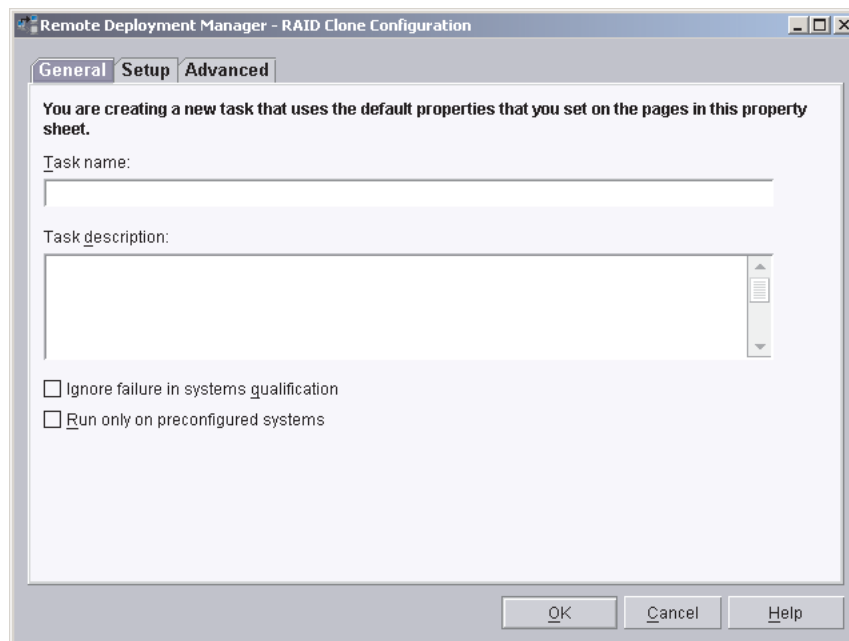 Remote Deployment Manager - RAID Clone Configuration
General Setup Advanced
You are creating a new task that uses the default properties that you set on the pages in this property
sheet.
Task name:
Task description:
Ignore failure in systems qualification
Run only on preconfigured systems
OK Cancel Help